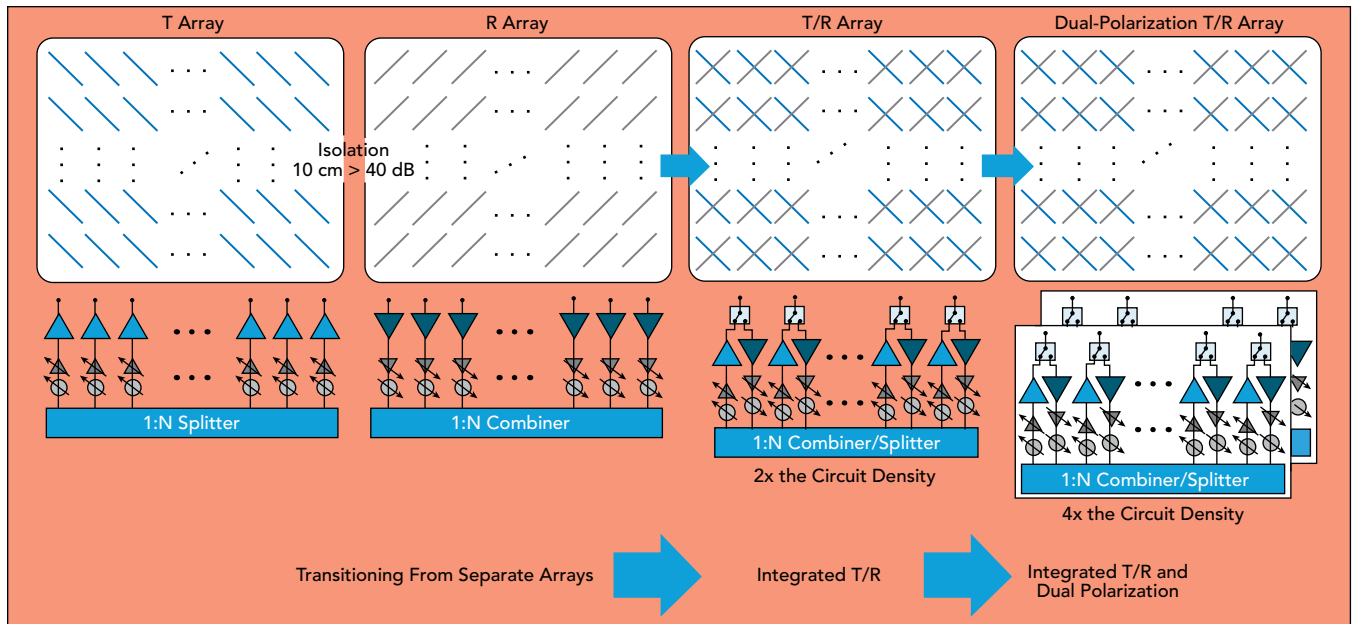 T Array
R Array
T/R Array
Dual-Polarization T/R Array
Isolation
10 cm > 40 dB
1:N Splitter
1:N Combiner
1:N Combiner/Splitter
2x the Circuit Density
1:N Combiner/Splitter
4x the Circuit Density
Transitioning From Separate Arrays
Integrated T/R
Integrated T/R and
Dual Polarization